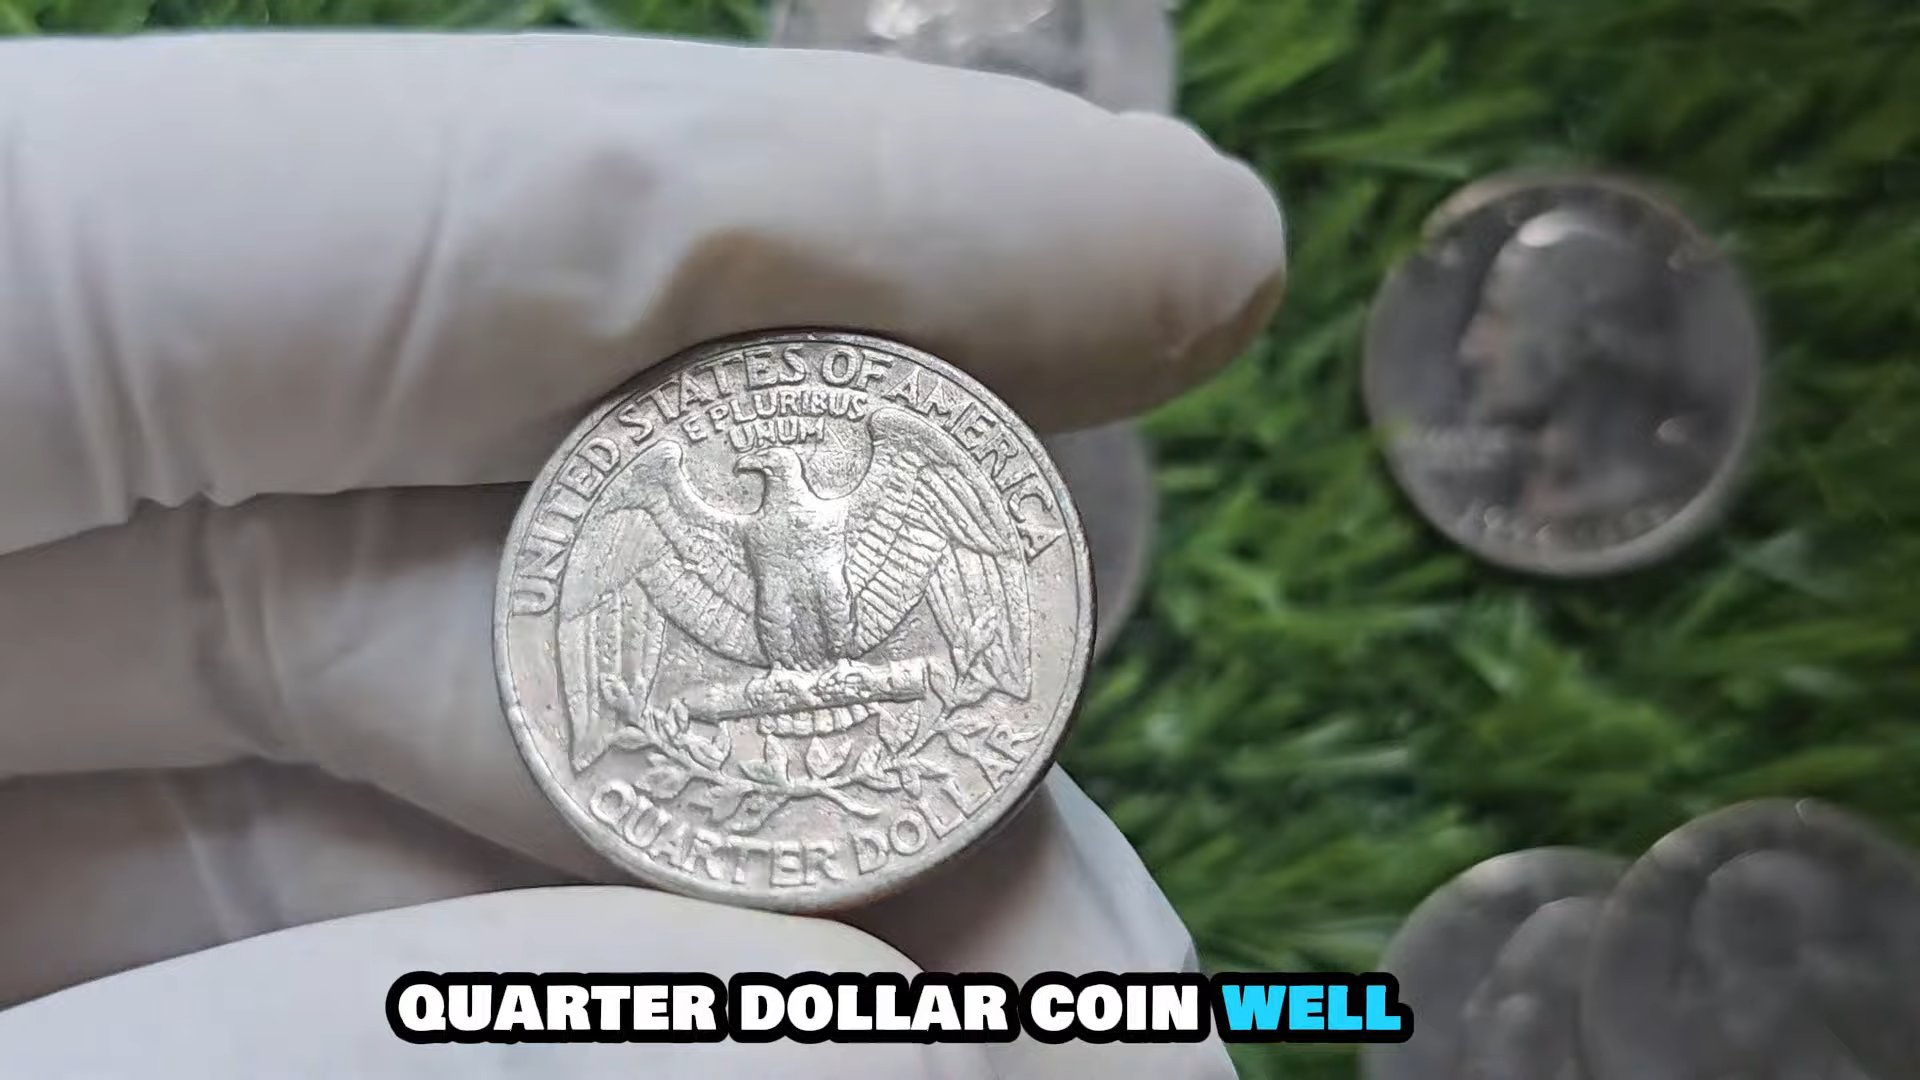 UNITED STATES OF AMERICA
E PLURIBUS
UNUM
QUARTER DOLLAR
QUARTER DOLLAR COIN WELL